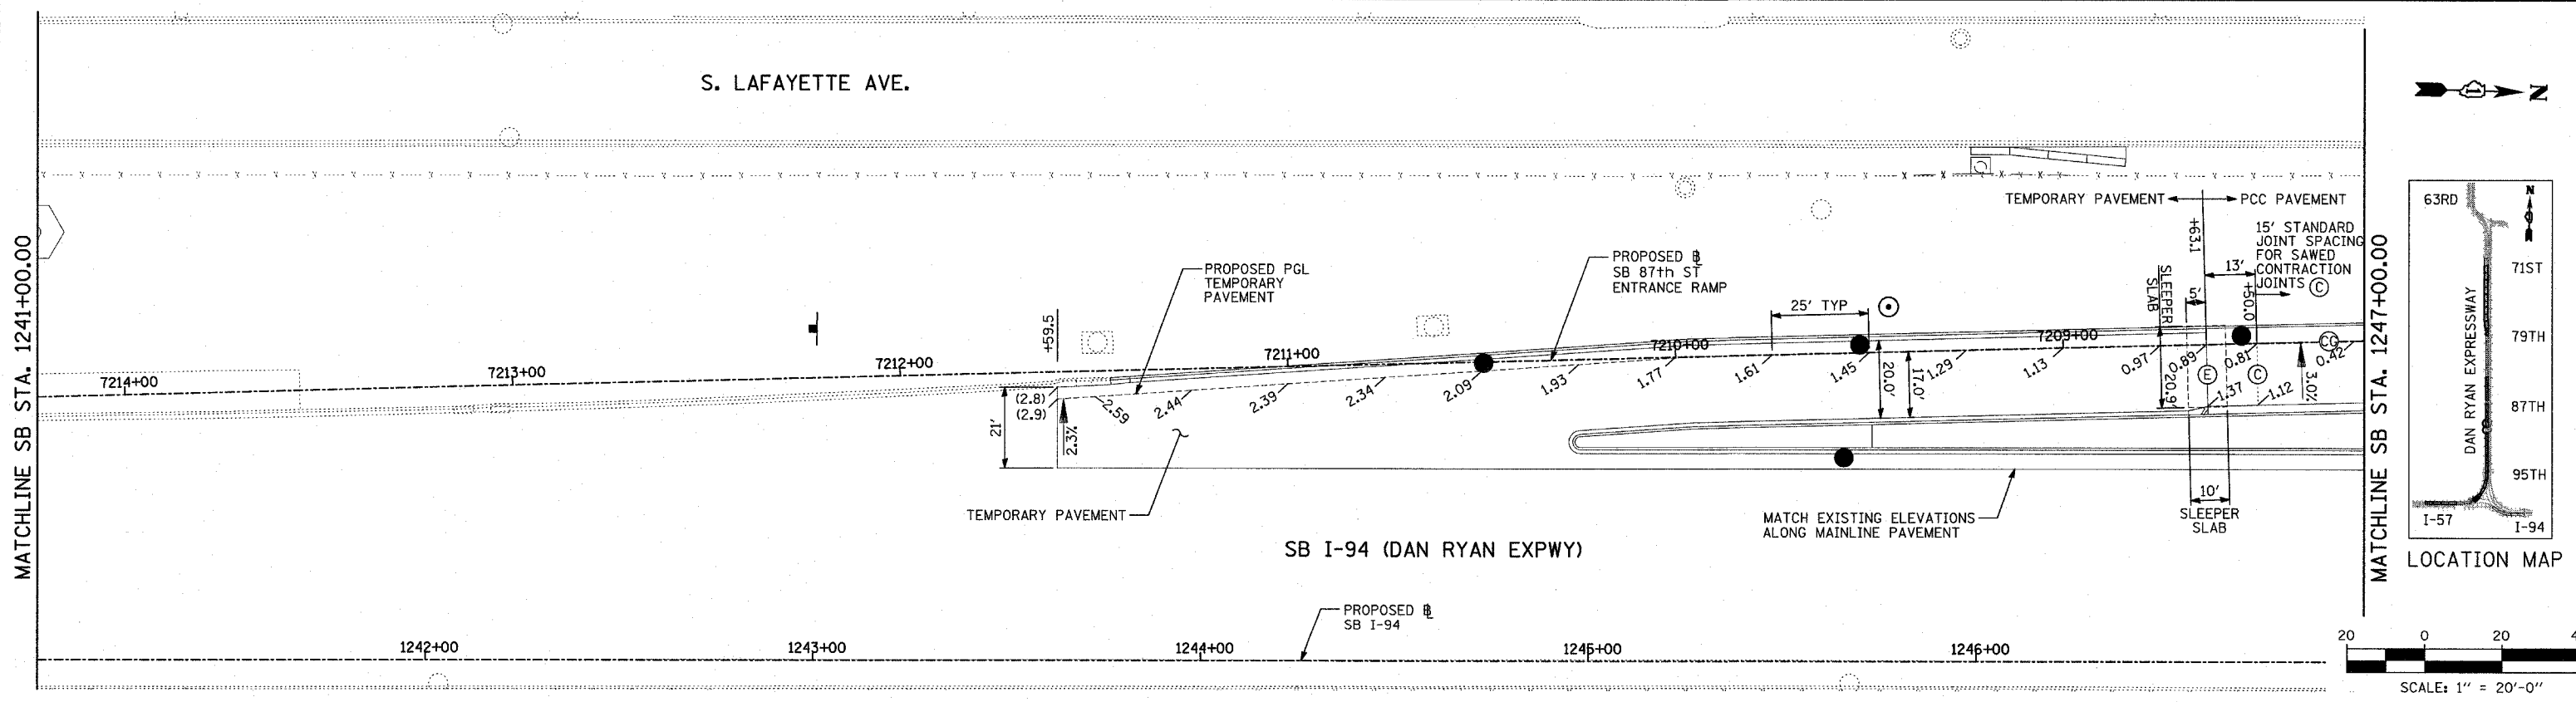 S. LAFAYETTE AVE.
N
MATCHLINE SB STA. 1241+00.00
TEMPORARY PAVEMENT
PCC PAVEMENT
+63.1
15' STANDARD
JOINT SPACING
FOR SAWED
CONTRACTION
JOINTS C
13'
5'
+50.0
SLEEPER
SLAB
PROPOSED PGL
TEMPORARY
PAVEMENT
PROPOSED B
SB 87th ST
ENTRANCE RAMP
25' TYP
+59.5
7214+00
7213+00
7212+00
7211+00
7210+00
7209+00
(2.8)
(2.9)
2.59
2.44
2.39
2.34
2.09
1.93
1.77
1.61
1.45
1.29
1.13
0.97
0.89
0.81
0.42
CG
E
C
1.37
1.12
3.0%
20.0'
17.0'
20.9'
21'
2.3%
10'
SLEEPER
SLAB
TEMPORARY PAVEMENT
MATCH EXISTING ELEVATIONS
ALONG MAINLINE PAVEMENT
SB I-94 (DAN RYAN EXPWY)
PROPOSED B
SB I-94
1242+00
1243+00
1244+00
1245+00
1246+00
MATCHLINE SB STA. 1247+00.00
63RD
N
71ST
79TH
87TH
95TH
DAN RYAN EXPRESSWAY
I-57
I-94
LOCATION MAP
20
0
20
SCALE: 1" = 20'-0"